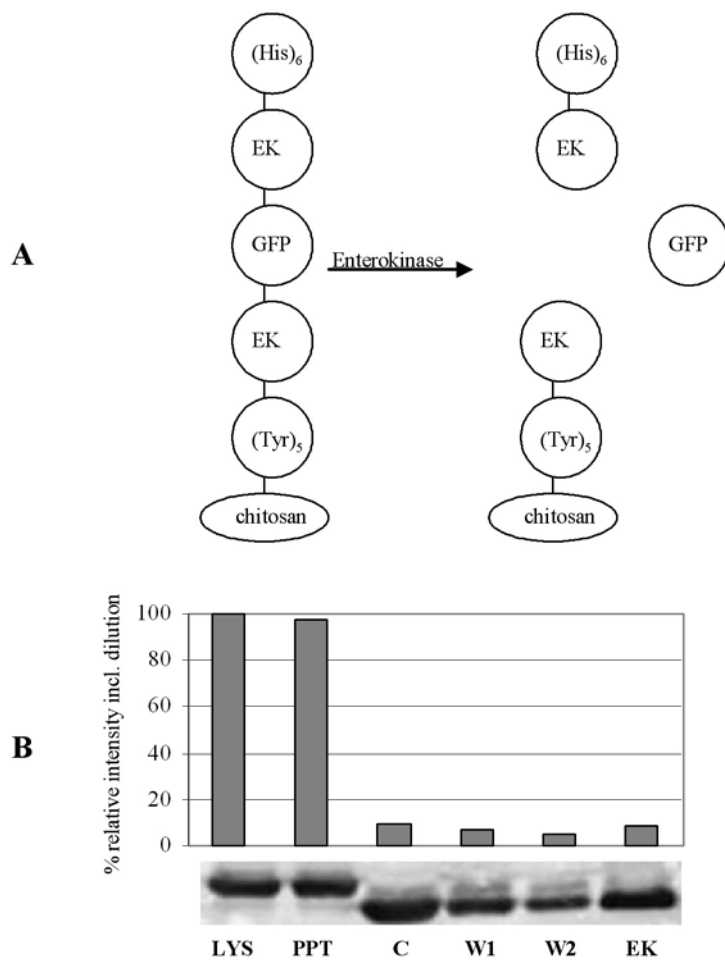 (His)6 (His)6
EK EK
GFP GFP
A
Enterokinase
EK EK
(Tyr)5 (Tyr)5
chitosan chitosan
B
% relative intensity incl. dilution
100
80
60
40
20
0
LYS PPT C W1 W2 EK